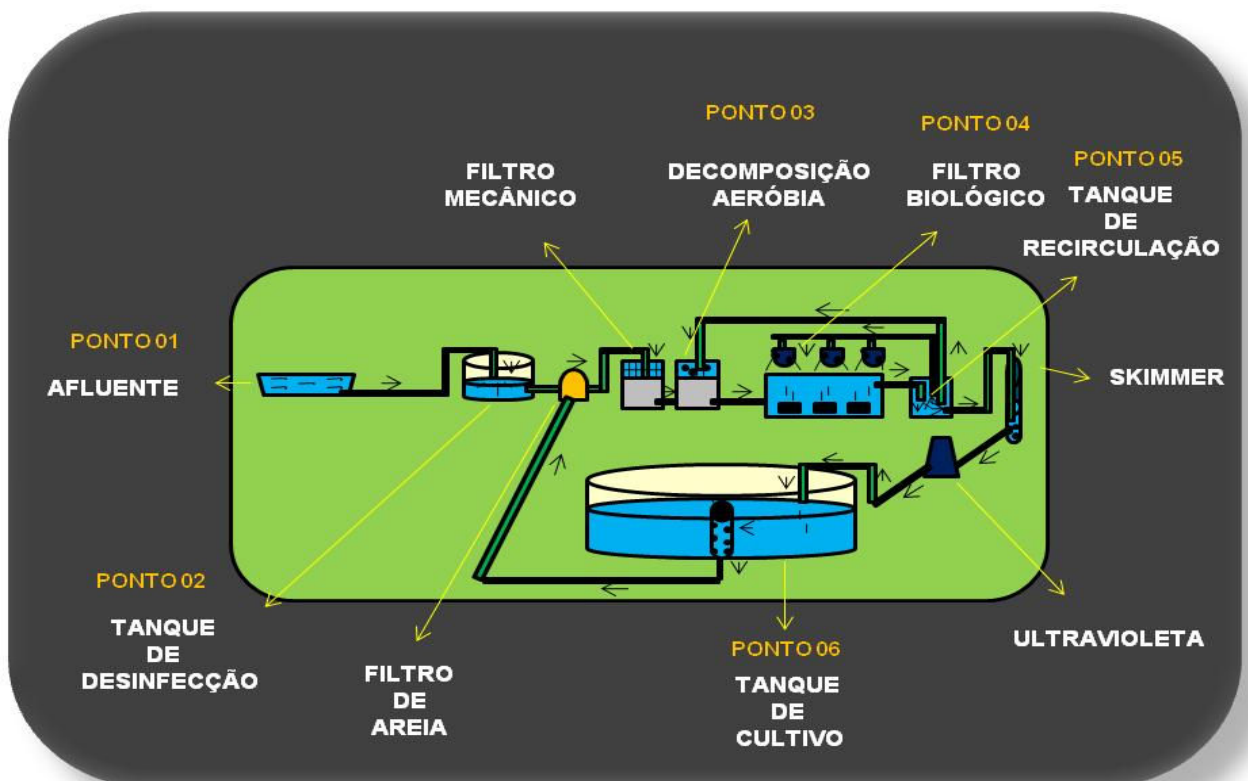 PONTO 03
PONTO 04
PONTO 05
FILTRO
MECÂNICO
DECOMPOSIÇÃO
AERÓBIA
FILTRO
BIOLÓGICO
TANQUE
DE
RECIRCULAÇÃO
PONTO 01
AFLUENTE
SKIMMER
PONTO 02
TANQUE
DE
DESINFECÇÃO
FILTRO
DE
AREIA
PONTO 06
TANQUE
DE
CULTIVO
ULTRAVIOLETA